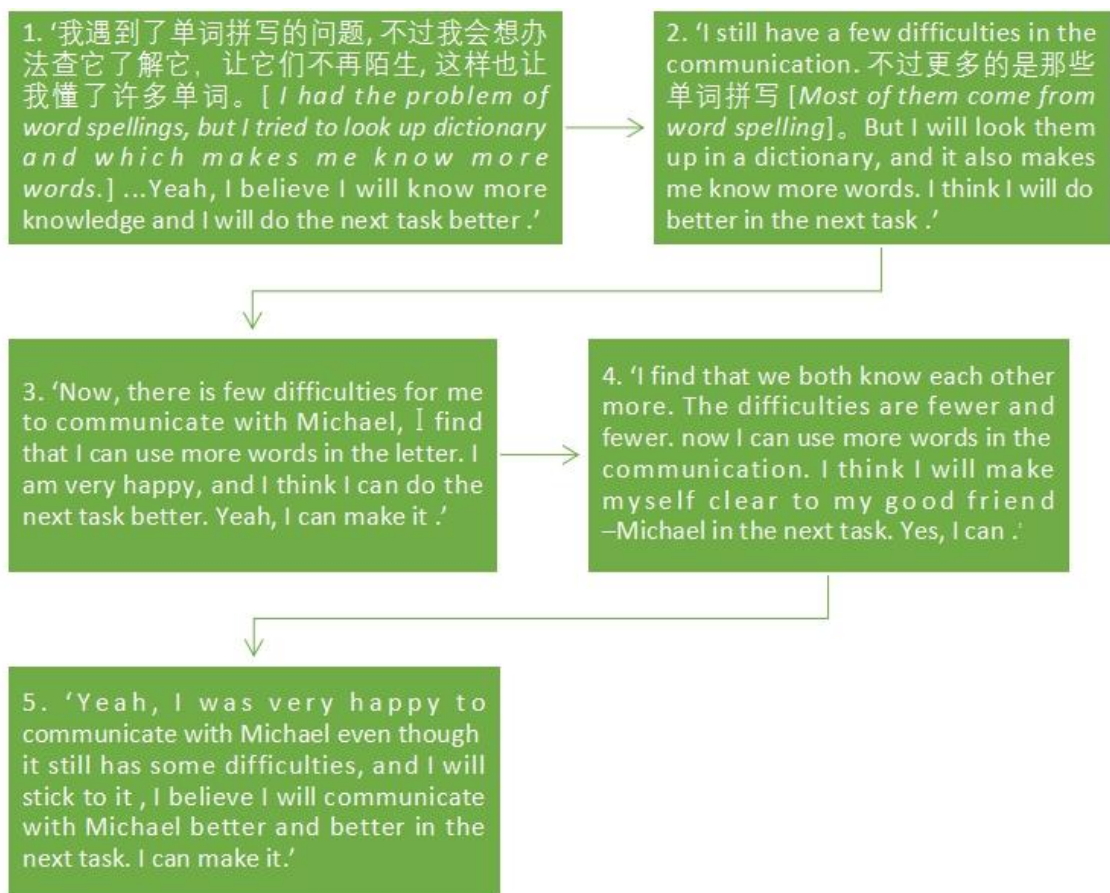 1. ‘我遇到了单词拼写的问题, 不过我会想办
法查它了解它， 让它们不再陌生, 这样也让
我懂了许多单词。[ I had the problem of
word spellings, but I tried to look up dictionary
and which makes me know more
words.] ...Yeah, I believe I will know more
knowledge and I will do the next task better .’
2. ‘I still have a few difficulties in the
communication. 不过更多的是那些
单词拼写 [Most of them come from
word spelling]。But I will look them
up in a dictionary, and it also makes
me know more words. I think I will do
better in the next task .’
3. ‘Now, there is few difficulties for me
to communicate with Michael, I find
that I can use more words in the letter. I
am very happy, and I think I can do the
next task better. Yeah, I can make it .’
4. ‘I find that we both know each other
more. The difficulties are fewer and
fewer. now I can use more words in the
communication. I think I will make
myself clear to my good friend
–Michael in the next task. Yes, I can .’
5. ‘Yeah, I was very happy to
communicate with Michael even though
it still has some difficulties, and I will
stick to it , I believe I will communicate
with Michael better and better in the
next task. I can make it.’